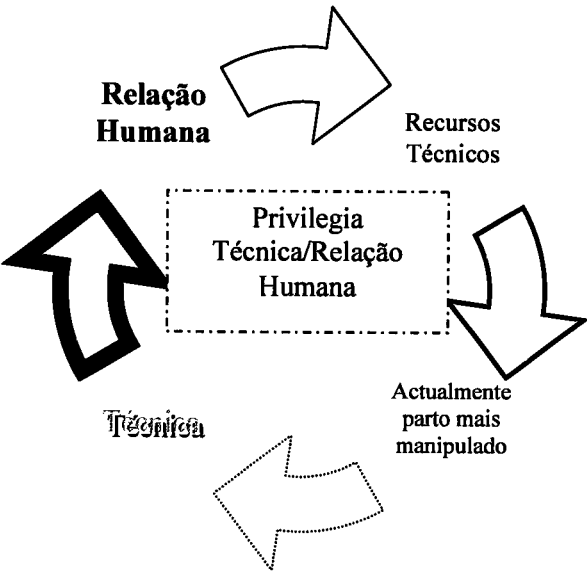 Relação
Humana
Recursos
Técnicos
Privilegia
Técnica/Relação
Humana
Actualmente
parto mais
manipulado
Técnica